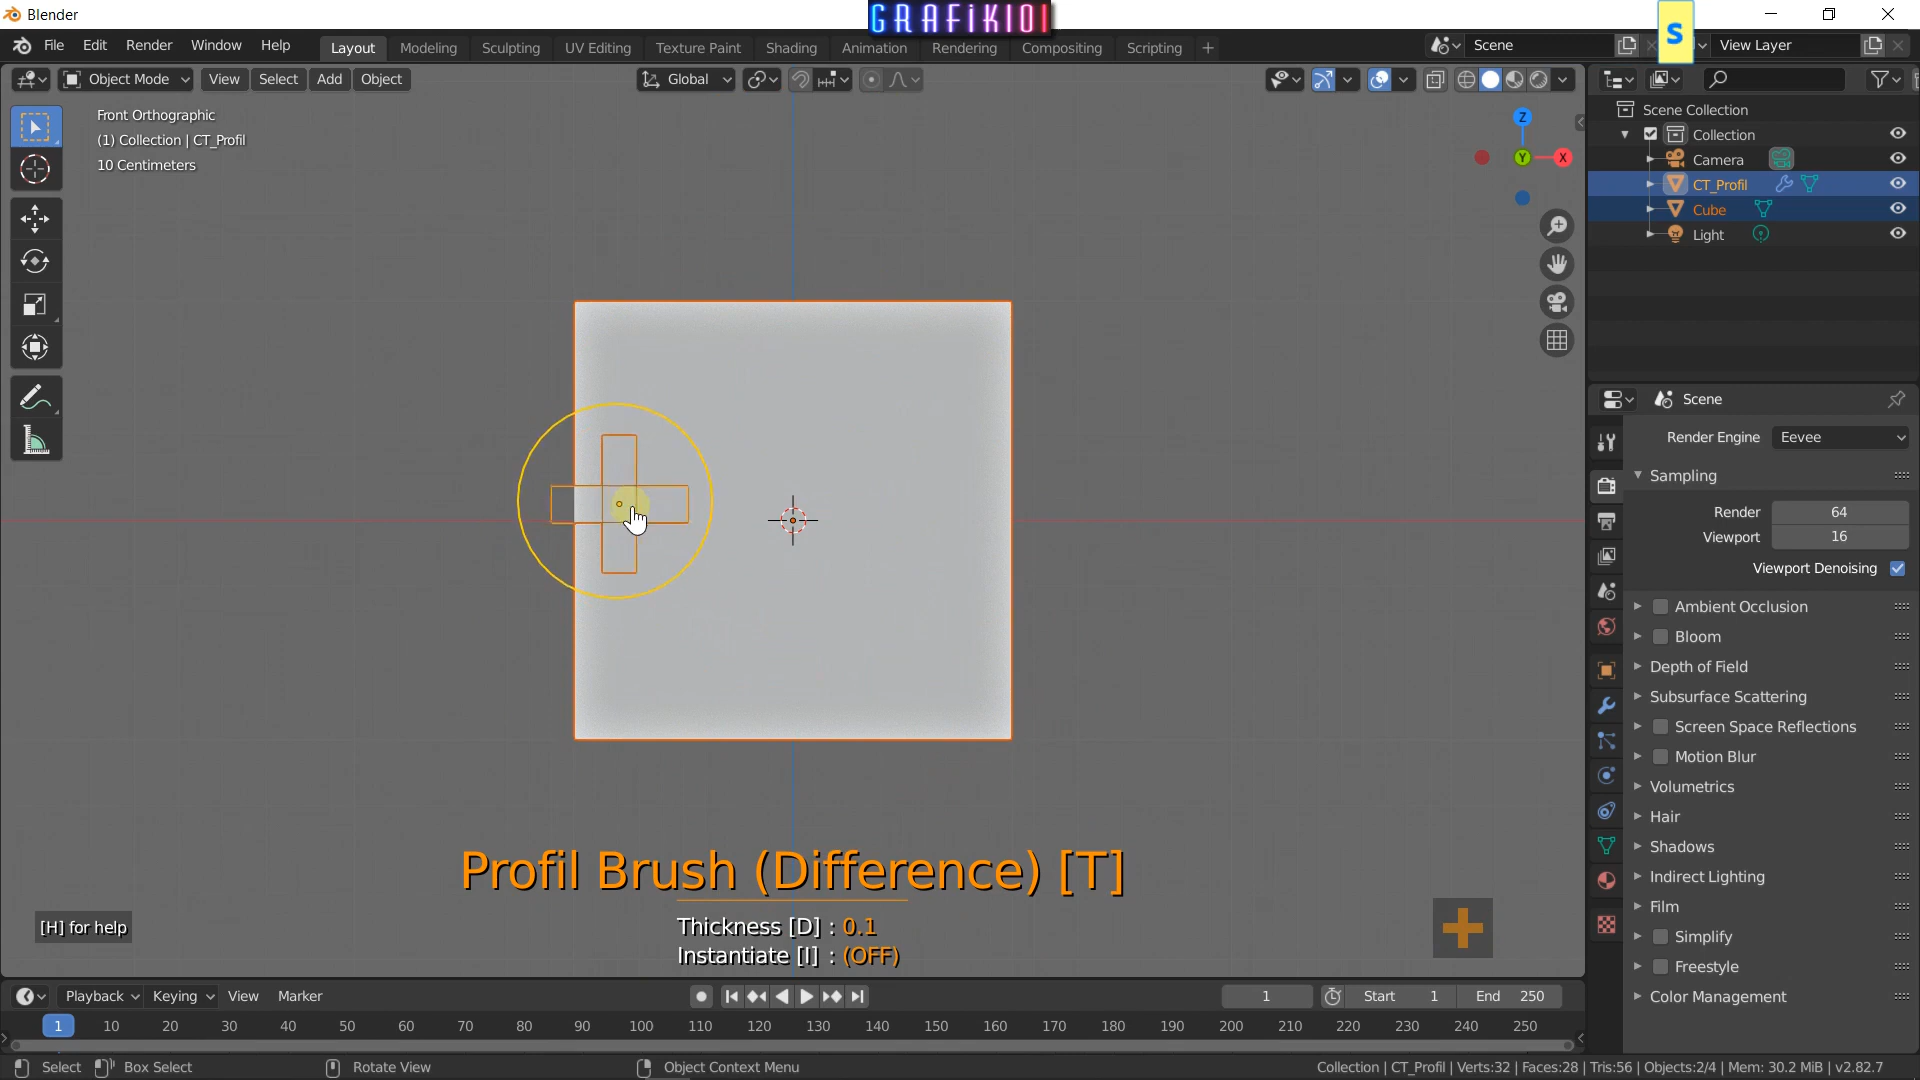 Blender
GRAFiK101
S
File Edit Render Window Help
Layout Modeling Sculpting UV Editing Texture Paint Shading Animation Rendering Compositing Scripting +
Scene
View Layer
Object Mode View Select Add Object
Global
Front Orthographic
(1) Collection | CT_Profil
10 Centimeters
Z
Y
X
Scene Collection
Collection
Camera
CT_Profil
Cube
Light
Scene
Render Engine Eevee
Sampling
Render 64
Viewport 16
Viewport Denoising
Ambient Occlusion
Bloom
Depth of Field
Subsurface Scattering
Screen Space Reflections
Motion Blur
Volumetrics
Hair
Shadows
Indirect Lighting
Film
Simplify
Freestyle
Color Management
Profil Brush (Difference) [T]
Thickness [D] : 0.1
Instantiate [I] : (OFF)
[H] for help
Playback Keying View Marker
1 Start 1 End 250
1 10 20 30 40 50 60 70 80 90 100 110 120 130 140 150 160 170 180 190 200 210 220 230 240 250
Select Box Select Rotate View Object Context Menu
Collection | CT_Profil | Verts:32 | Faces:28 | Tris:56 | Objects:2/4 | Mem: 30.2 MiB | v2.82.7